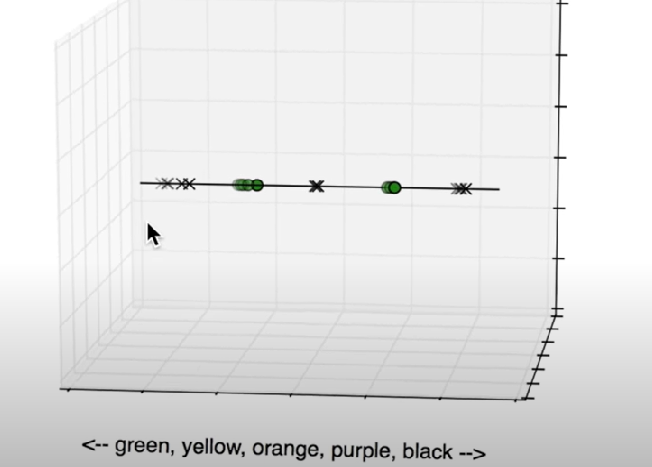 <-- green, yellow, orange, purple, black -->